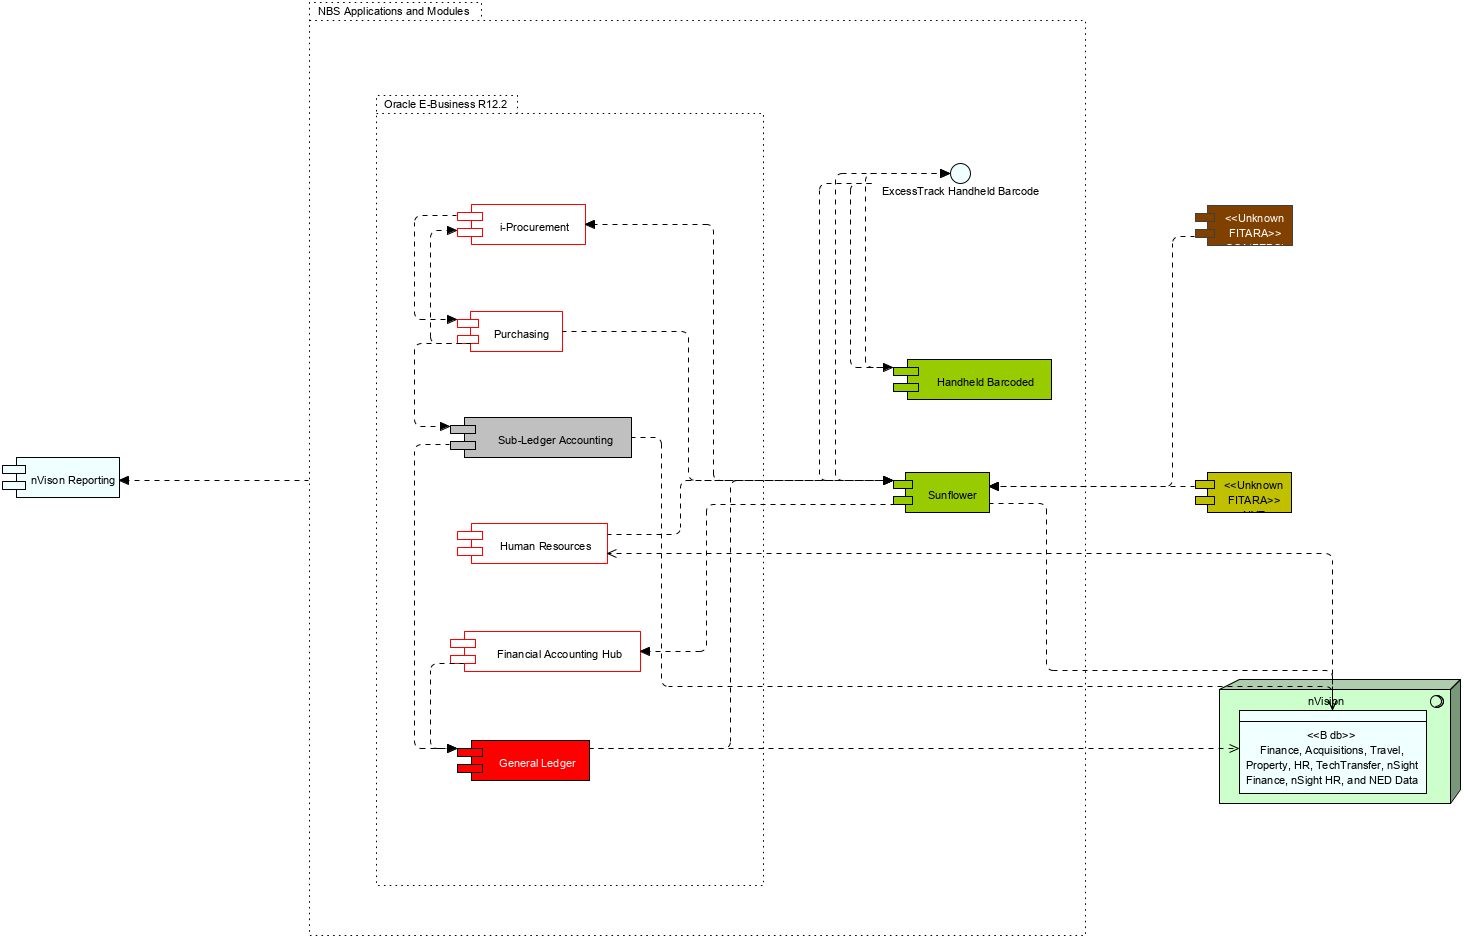 NBS Applications and Modules
Oracle E-Business R12.2
ExcessTrack Handheld Barcode
i-Procurement
<<Unknown
FITARA>>
Purchasing
Handheld Barcoded
Sub-Ledger Accounting
nVison Reporting
Sunflower
<<Unknown
FITARA>>
Human Resources
Financial Accounting Hub
nVision
General Ledger
<<B db>>
Finance, Acquisitions, Travel,
Property, HR, TechTransfer, nSight
Finance, nSight HR, and NED Data